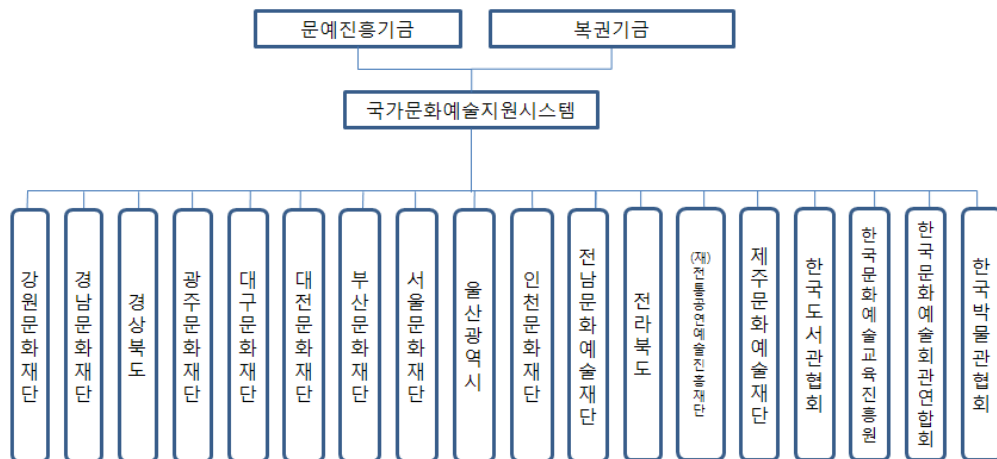 문예진흥기금
복권기금
국가문화예술지원시스템
강원문화재단
경남문화재단
경상북도
광주문화재단
대구문화재단
대전문화재단
부산문화재단
서울문화재단
울산광역시
인천문화재단
전남문화예술재단
전라북도
(재)전통공연예술진흥재단
제주문화예술재단
한국도서관협회
한국문화예술교육진흥원
한국문화예술회관연합회
한국박물관협회